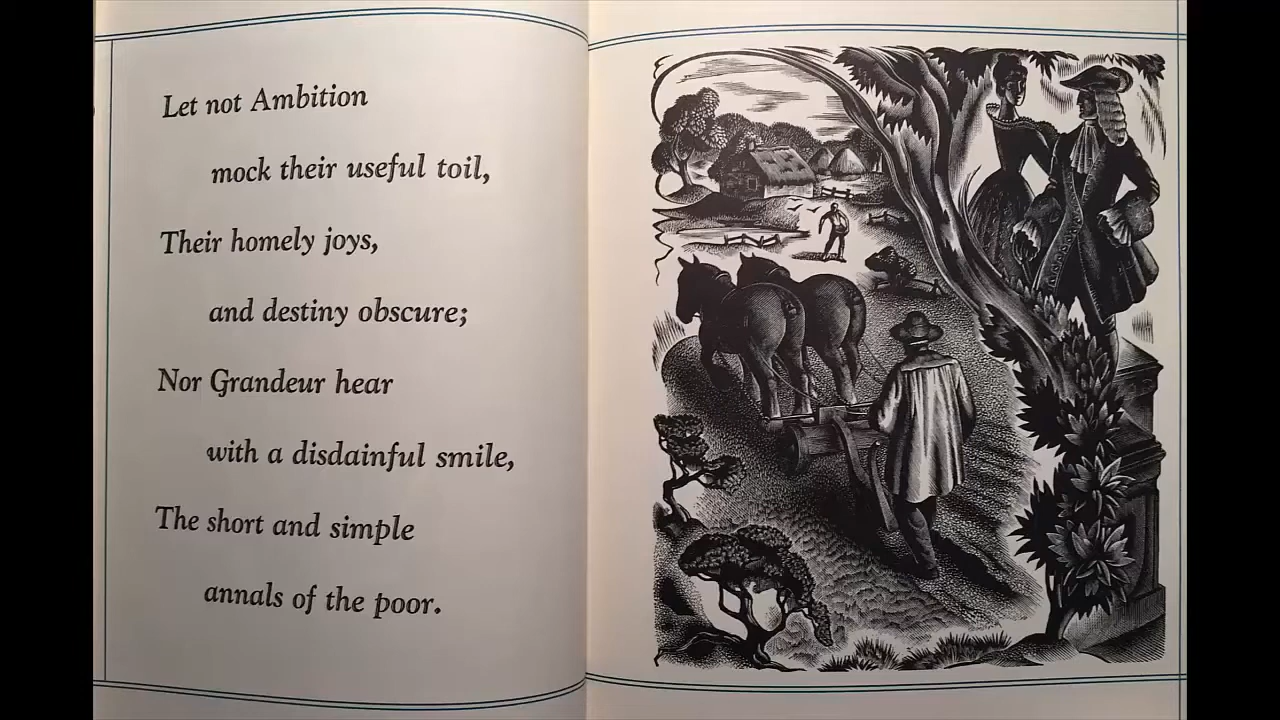 Let not Ambition
mock their useful toil,
Their homely joys,
and destiny obscure;
Nor Grandeur hear
with a disdainful smile,
The short and simple
annals of the poor.